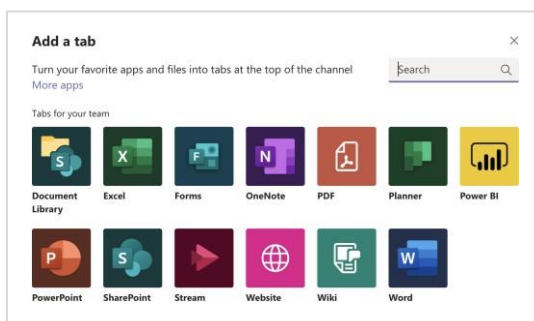 Add a tab
Turn your favorite apps and files into tabs at the top of the channel
More apps
Search
Tabs for your team
S
X
F
N
Document
Library
Excel
Forms
OneNote
PDF
Planner
Power BI
P
S
W
PowerPoint
SharePoint
Stream
Website
Wiki
Word